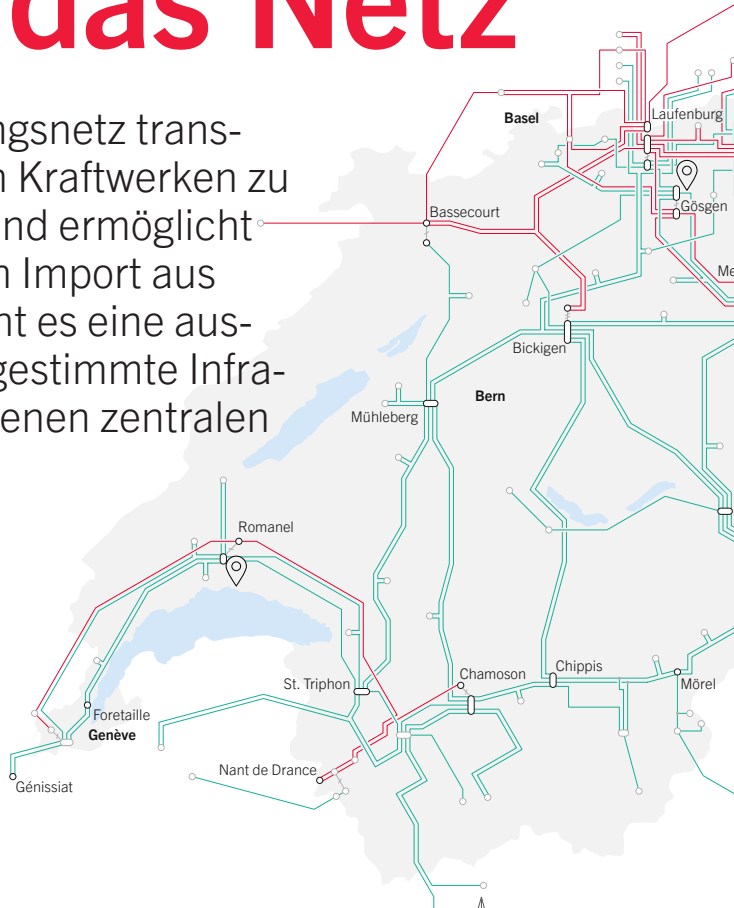 das Netz
ngsnetz trans-
n Kraftwerken zu
nd ermöglicht
n Import aus
nt es eine aus-
gestimmte Infra-
enen zentralen
Basel
Laufenburg
Gösgen
Bassecourt
Me
Bickigen
Bern
Mühleberg
Romanel
St. Triphon
Chamoson
Chippis
Mörel
Foretaille
Genève
Nant de Drance
Génissiat